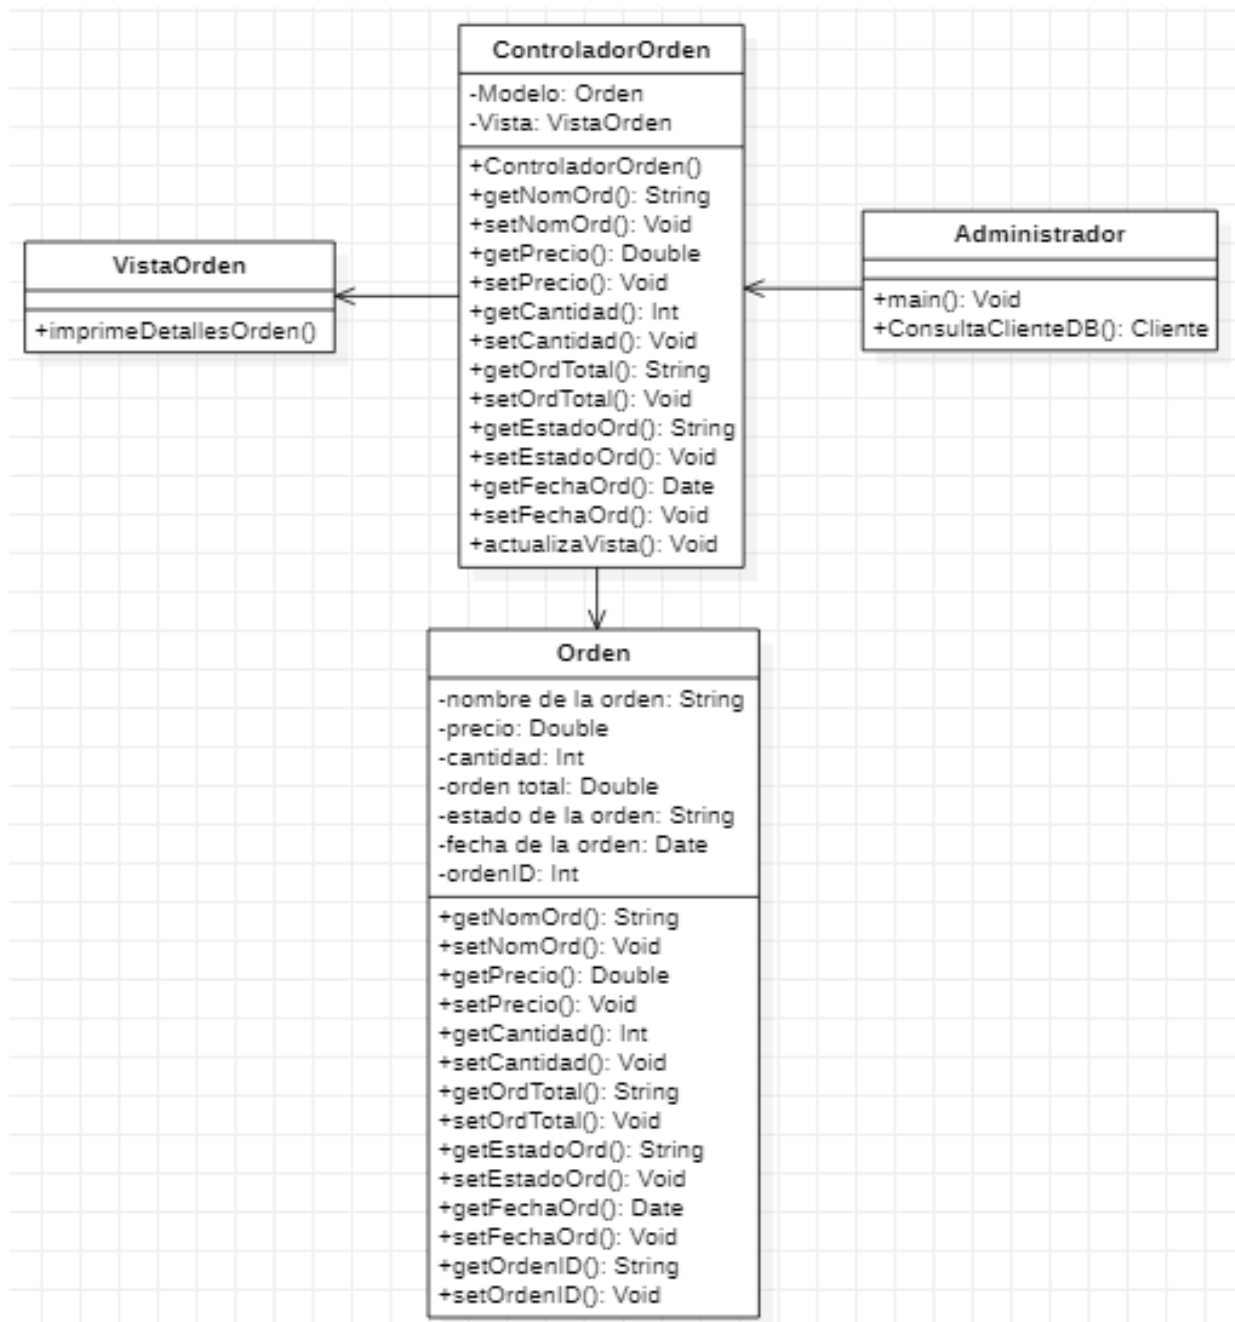 ControladorOrden
-Modelo: Orden
-Vista: VistaOrden
+ControladorOrden()
+getNomOrd(): String
+setNomOrd(): Void
+getPrecio(): Double
+setPrecio(): Void
+getCantidad(): Int
+setCantidad(): Void
+getOrdTotal(): String
+setOrdTotal(): Void
+getEstadoOrd(): String
+setEstadoOrd(): Void
+getFechaOrd(): Date
+setFechaOrd(): Void
+actualizaVista(): Void
VistaOrden
+imprimeDetallesOrden()
Administrador
+main(): Void
+ConsultaClienteDB(): Cliente
Orden
-nombre de la orden: String
-precio: Double
-cantidad: Int
-orden total: Double
-estado de la orden: String
-fecha de la orden: Date
-ordenID: Int
+getNomOrd(): String
+setNomOrd(): Void
+getPrecio(): Double
+setPrecio(): Void
+getCantidad(): Int
+setCantidad(): Void
+getOrdTotal(): String
+setOrdTotal(): Void
+getEstadoOrd(): String
+setEstadoOrd(): Void
+getFechaOrd(): Date
+setFechaOrd(): Void
+getOrdenID(): String
+setOrdenID(): Void